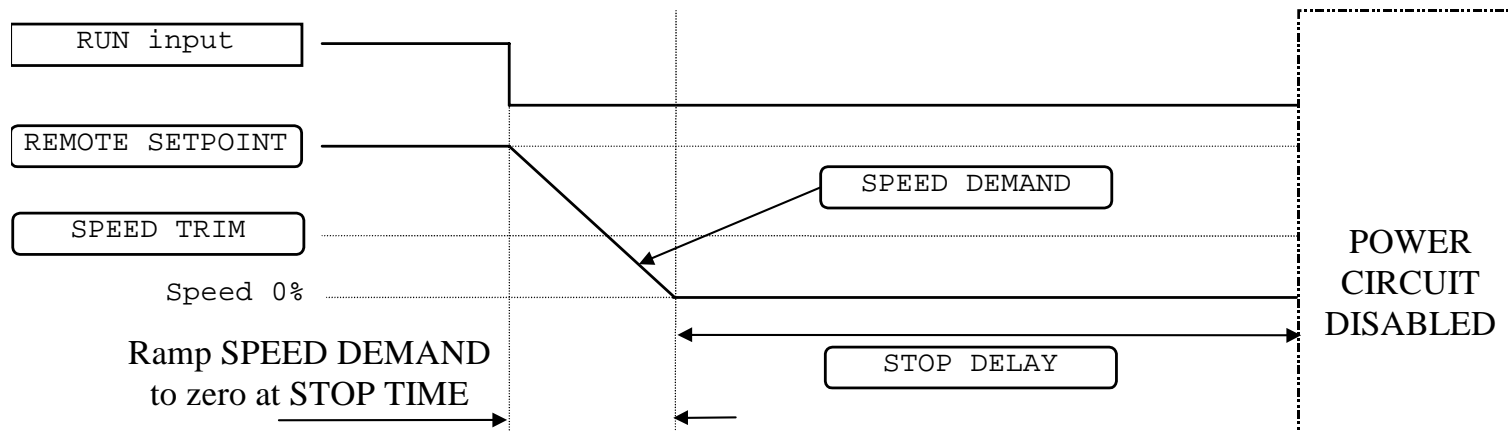 RUN input
REMOTE SETPOINT
SPEED DEMAND
SPEED TRIM
Speed 0%
POWER
CIRCUIT
DISABLED
Ramp SPEED DEMAND
to zero at STOP TIME
STOP DELAY